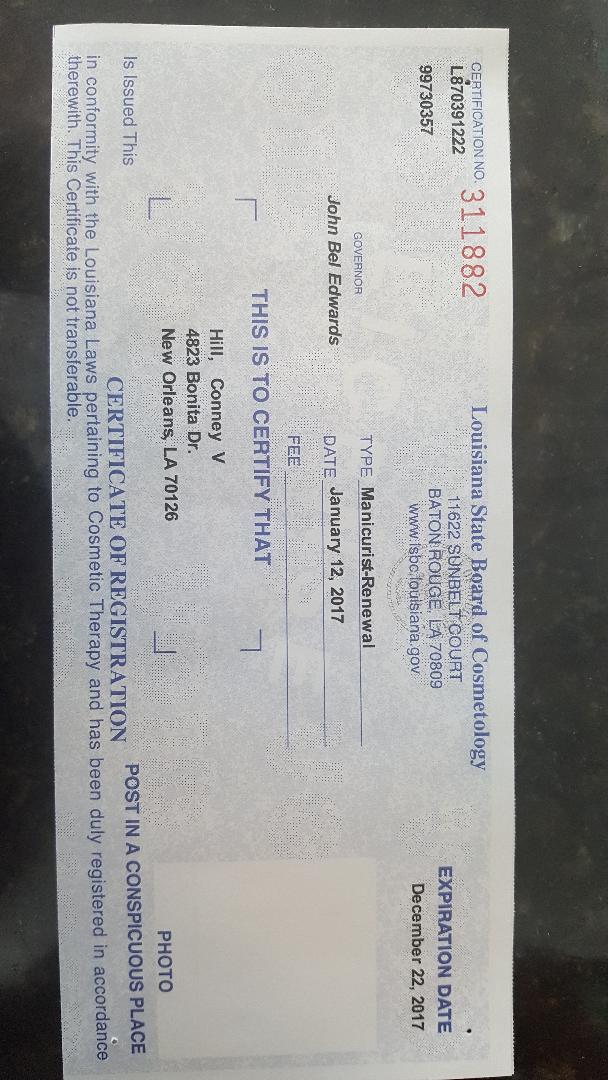 CERTIFICATION NO. 311882
L870391222
99730357
Louisiana State Board of Cosmetology
11622 SUNBELT COURT
BATON ROUGE, LA 70809
www.lsbc.louisiana.gov
EXPIRATION DATE
December 22, 2017
GOVERNOR
John Bel Edwards
TYPE Manicurist-Renewal
DATE January 12, 2017
FEE
THIS IS TO CERTIFY THAT
Hill, Conney V
4823 Bonita Dr.
New Orleans, LA 70126
PHOTO
Is Issued This
CERTIFICATE OF REGISTRATION
POST IN A CONSPICUOUS PLACE
in conformity with the Louisiana Laws pertaining to Cosmetic Therapy and has been duly registered in accordance
therewith. This Certificate is not transferable.